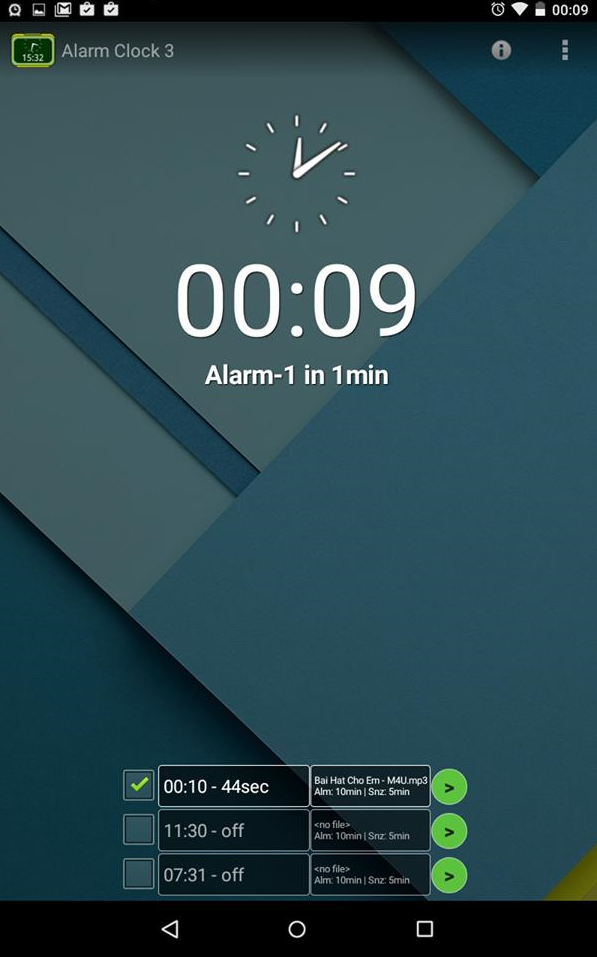 00:09
15:32
Alarm Clock 3
00:09
Alarm-1 in 1min
00:10 - 44sec
Bai Hat Cho Em - M4U.mp3
Alm: 10min | Snz: 5min
>
11:30 - off
<no file>
Alm: 10min | Snz: 5min
>
07:31 - off
<no file>
Alm: 10min | Snz: 5min
>